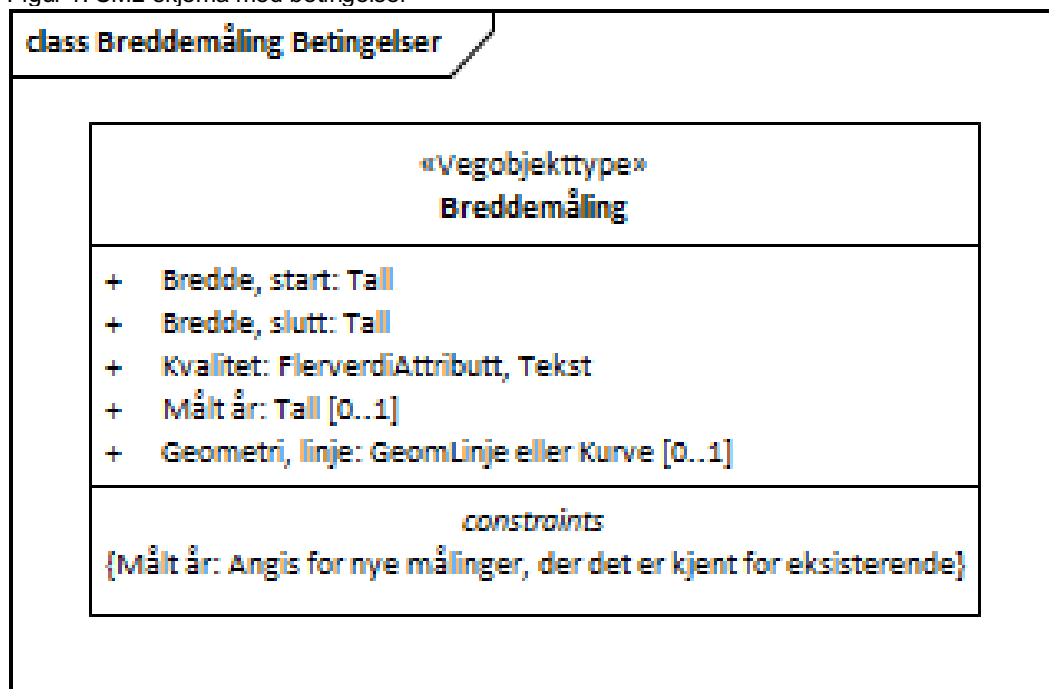 class Breddemåling Betingelser
«Vegobjekttype»
Breddemåling
+ Bredde, start: Tall
+ Bredde, slutt: Tall
+ Kvalitet: FlerverdiAttributt, Tekst
+ Målt år: Tall [0..1]
+ Geometri, linje: GeomLinje eller Kurve [0..1]
constraints
{Målt år: Angis for nye målinger, der det er kjent for eksisterende}